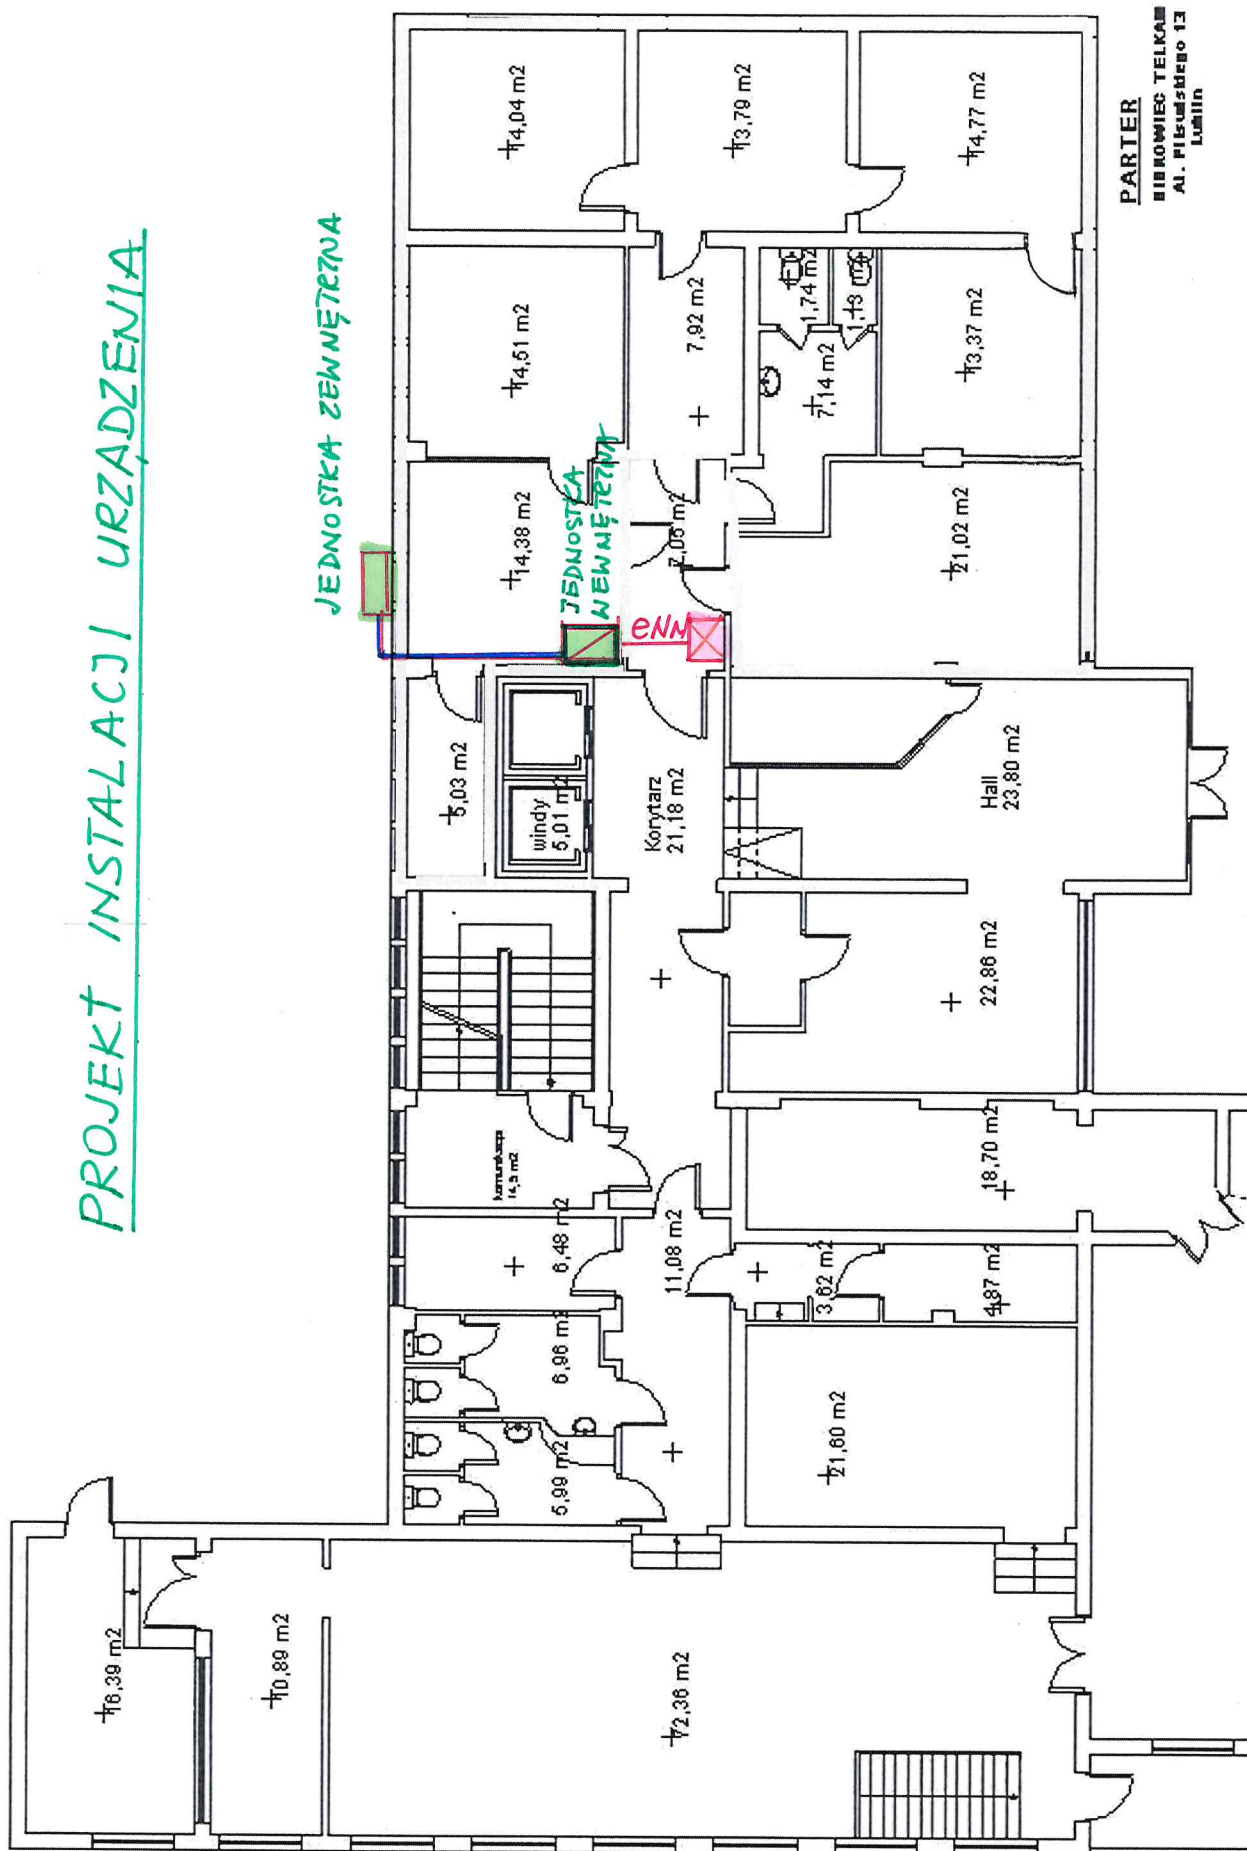 PROJEKT INSTALACJI URZĄDZENIA
JEDNOSTKA ZEWNĘTRZNA
14,04 m2
13,79 m2
14,77 m2
14,51 m2
7,92 m2
1,74 m2
7,14 m2
13,37 m2
14,38 m2
JEDNOSTKA
WEWNĘTRZNA
eNN
21,02 m2
5,03 m2
windy
5,01 m2
Korytarz
21,18 m2
Hall
23,80 m2
22,86 m2
komunikacja
6,48 m2
11,08 m2
18,70 m2
3,62 m2
4,87 m2
6,96 m2
5,99 m2
21,60 m2
16,39 m2
10,89 m2
72,36 m2
PARTER
BIUROWIEC TELKAM
Al. Piłsudskiego 13
Lublin